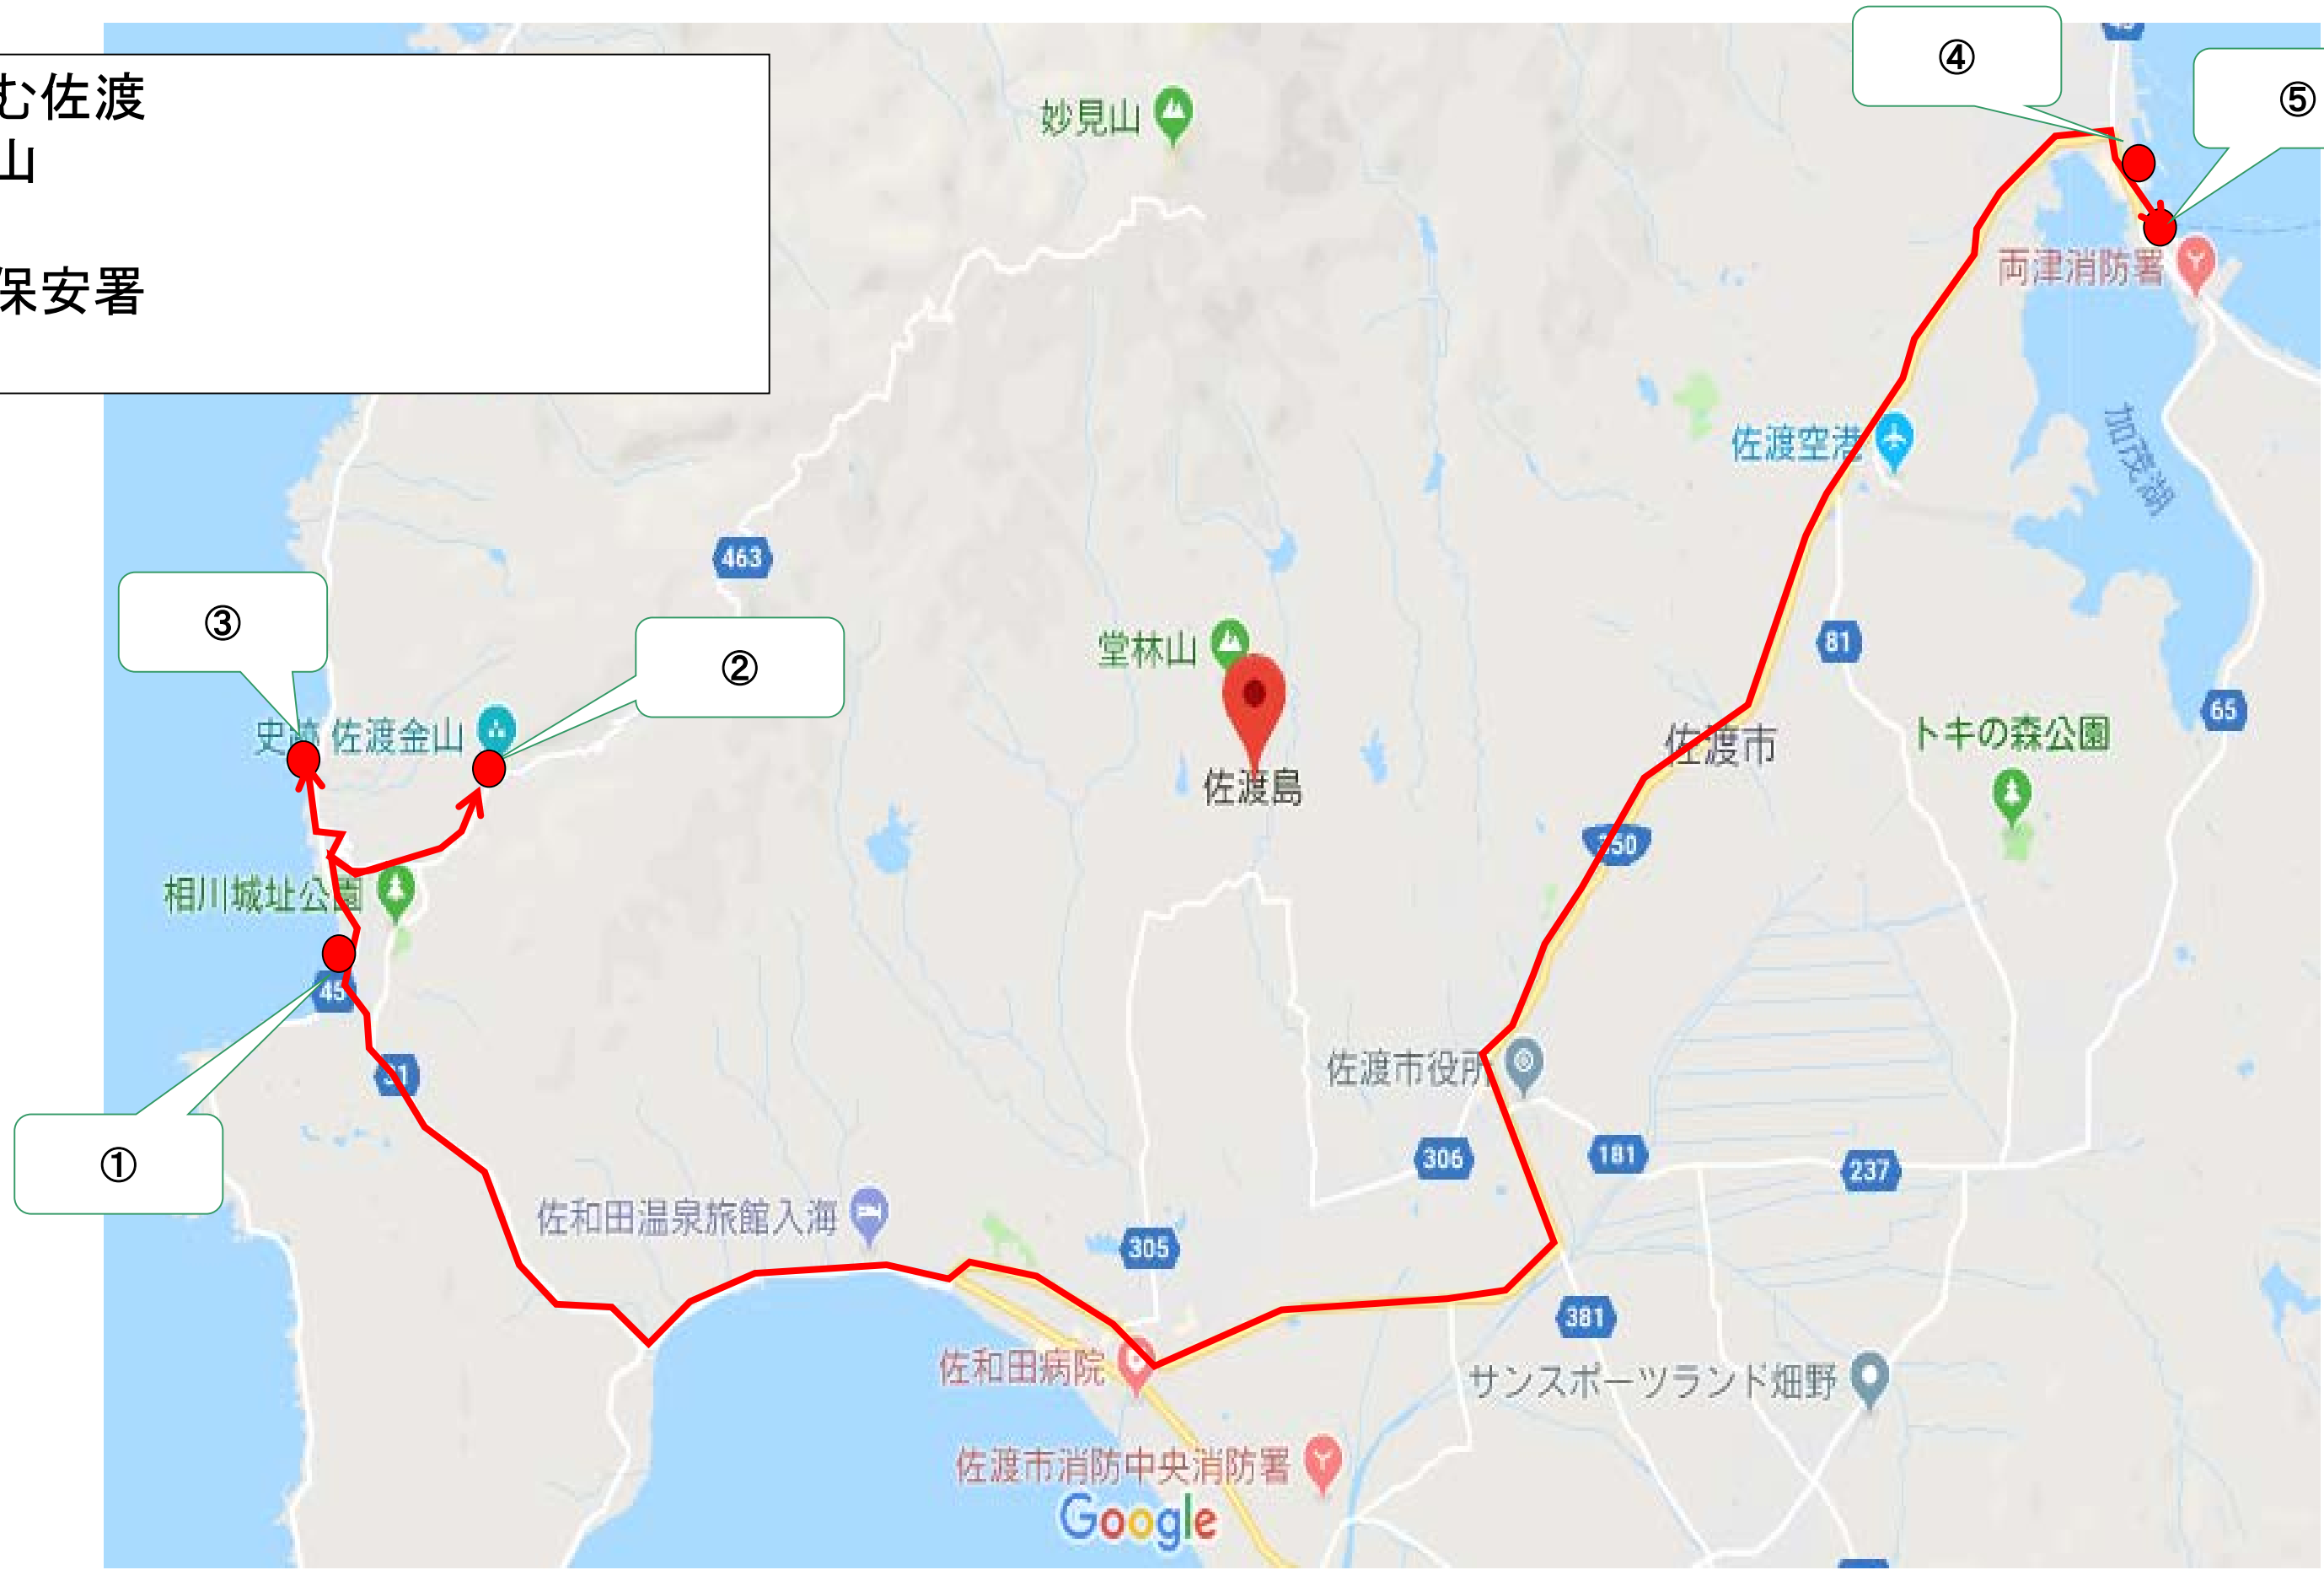 む佐渡
山
保安署
④
⑤
妙見山
両津消防署
佐渡空港
加茂湖
463
③
②
堂林山
81
65
史跡 佐渡金山
佐渡市
トキの森公園
佐渡島
350
相川城址公園
45
31
佐渡市役所
①
306
181
237
佐和田温泉旅館入海
305
381
佐和田病院
サンスポーツランド畑野
佐渡市消防中央消防署
Google